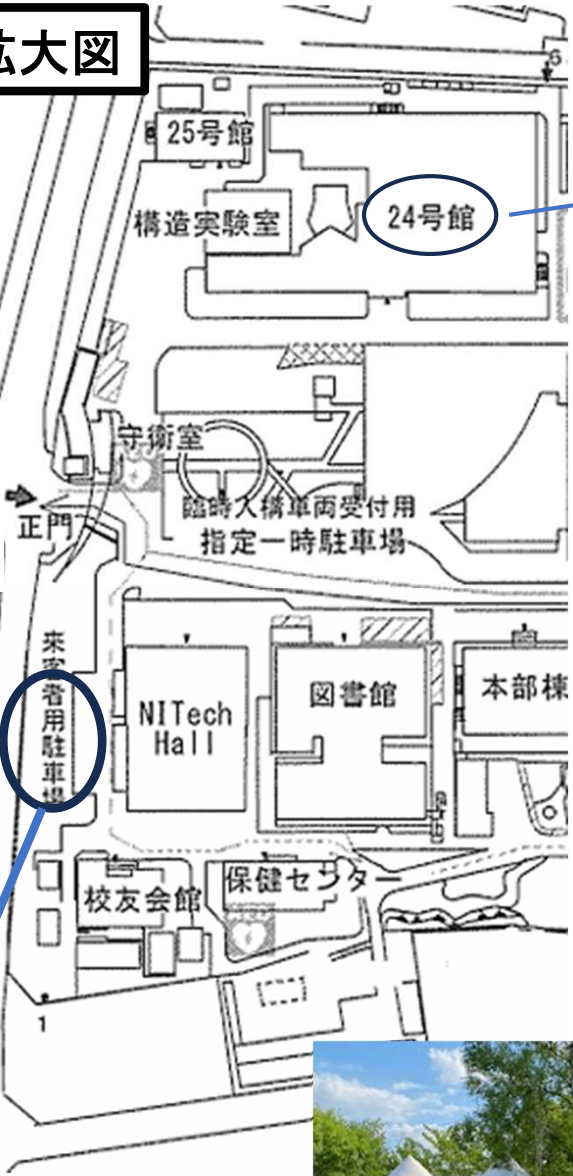 拡大図
6
25号館
構造実験室
24号館
守衛室
正門
臨時入構車両受付用
指定一時駐車場
来客者用駐車場
NITech
Hall
図書館
本部棟
校友会館
保健センター
1